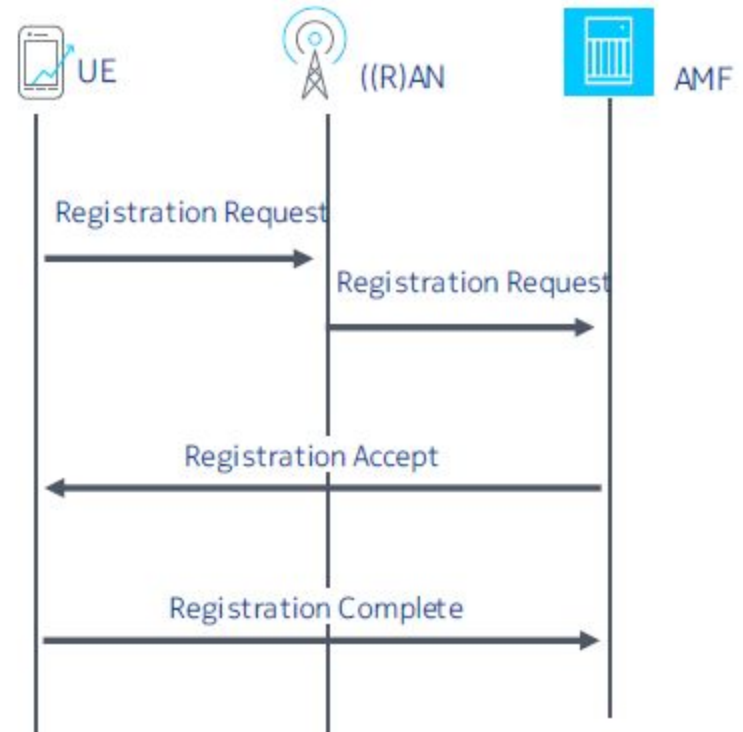 UE
((R)AN
AMF
Registration Request
Registration Request
Registration Accept
Registration Complete